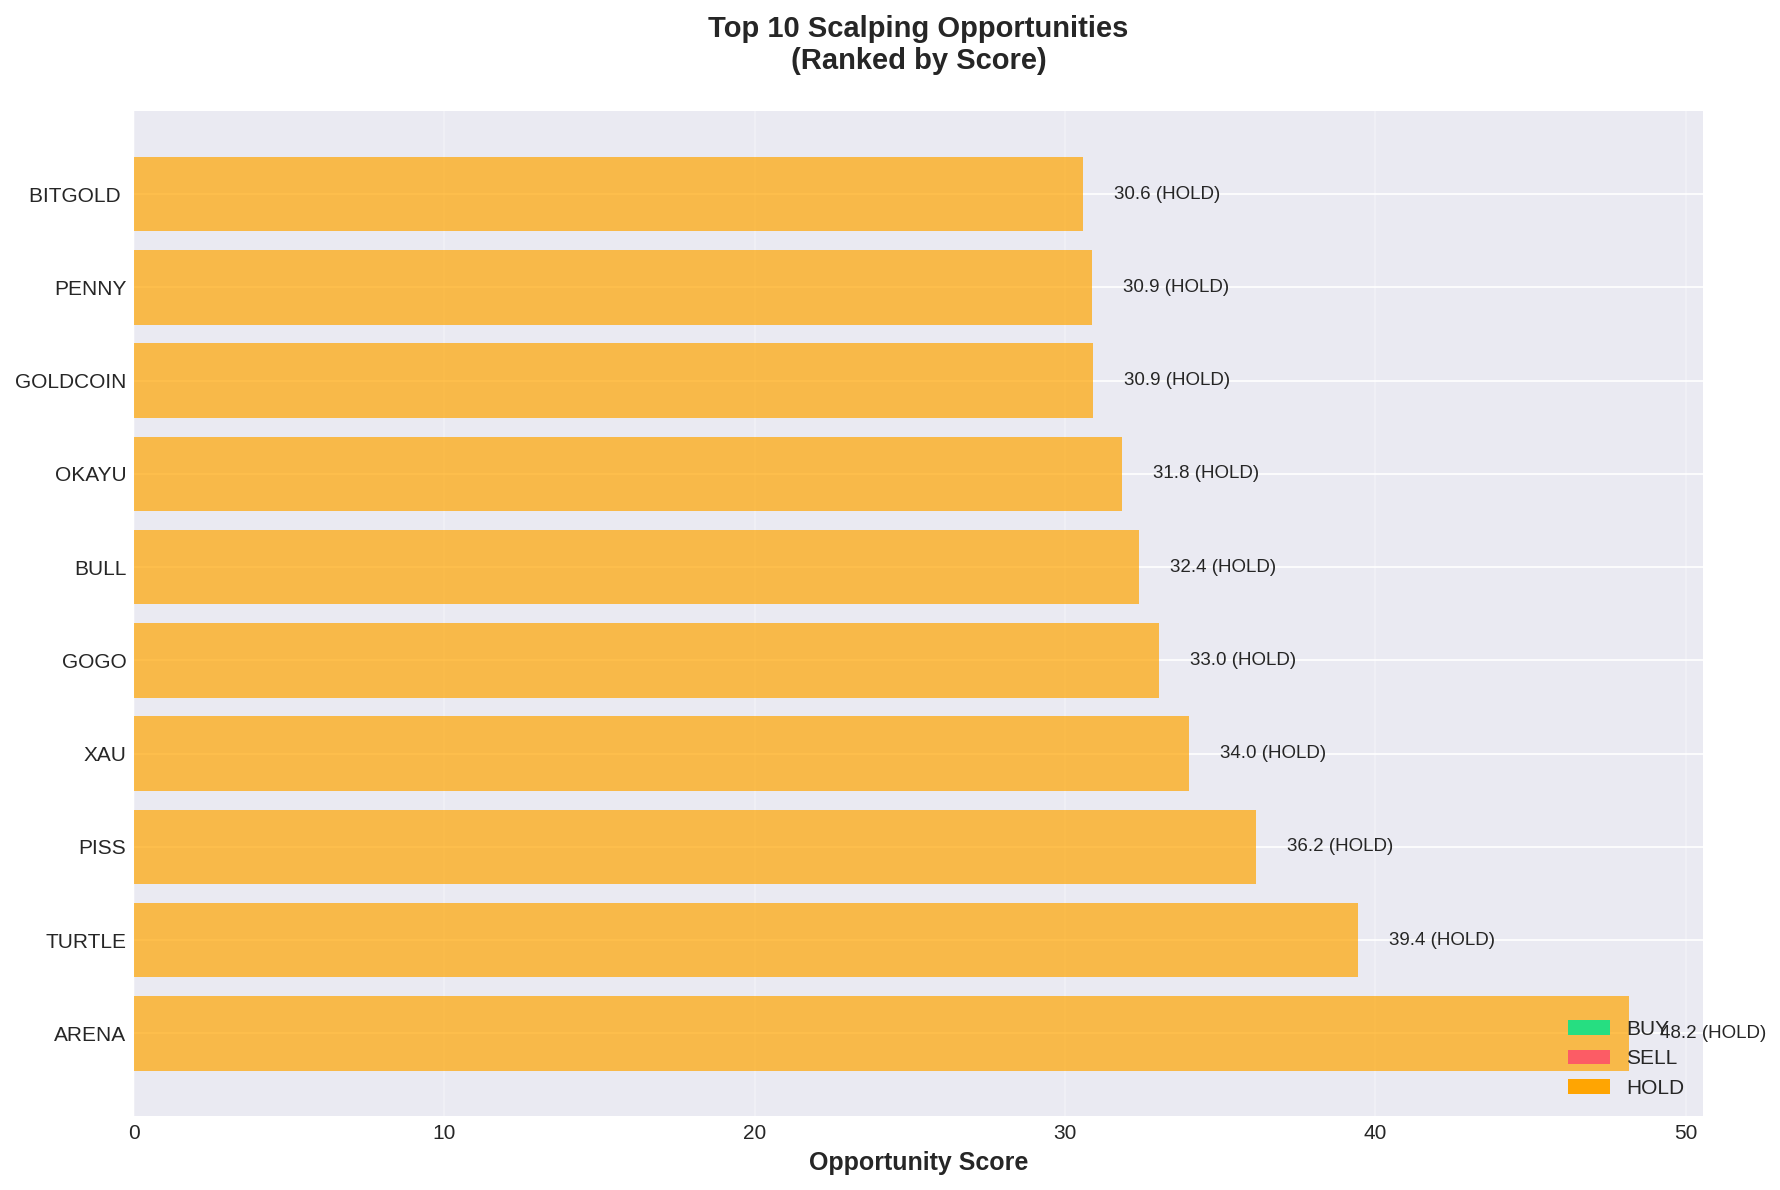 Top 10 Scalping Opportunities
(Ranked by Score)
BITGOLD
30.6 (HOLD)
PENNY
30.9 (HOLD)
GOLDCOIN
30.9 (HOLD)
OKAYU
31.8 (HOLD)
BULL
32.4 (HOLD)
GOGO
33.0 (HOLD)
XAU
34.0 (HOLD)
PISS
36.2 (HOLD)
TURTLE
39.4 (HOLD)
ARENA
48.2 (HOLD)
BUY
SELL
HOLD
0 10 20 30 40 50
Opportunity Score